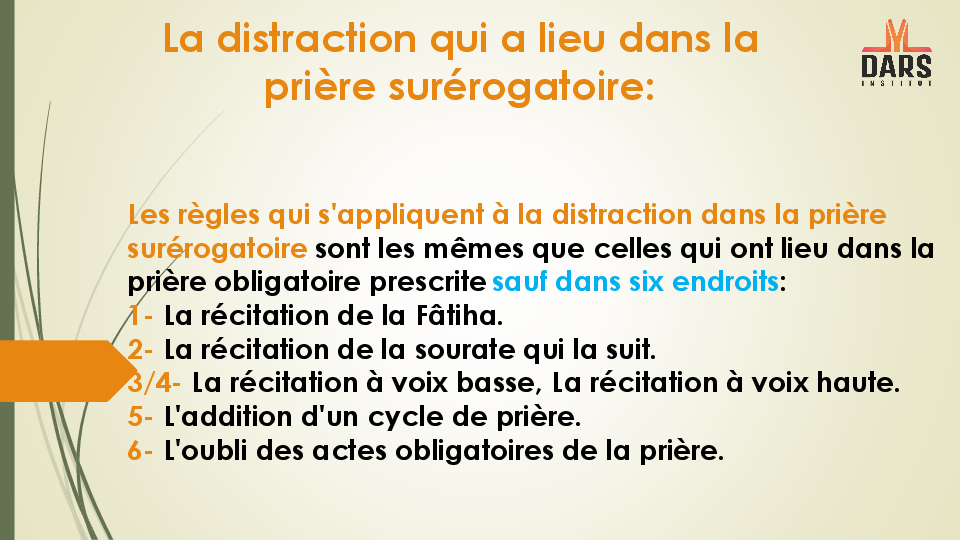 La distraction qui a lieu dans la
prière surérogatoire:
DARS
INSTITUT
Les règles qui s'appliquent à la distraction dans la prière
surérogatoire sont les mêmes que celles qui ont lieu dans la
prière obligatoire prescrite sauf dans six endroits:
1- La récitation de la Fâtiha.
2- La récitation de la sourate qui la suit.
3/4- La récitation à voix basse, La récitation à voix haute.
5- L'addition d'un cycle de prière.
6- L'oubli des actes obligatoires de la prière.